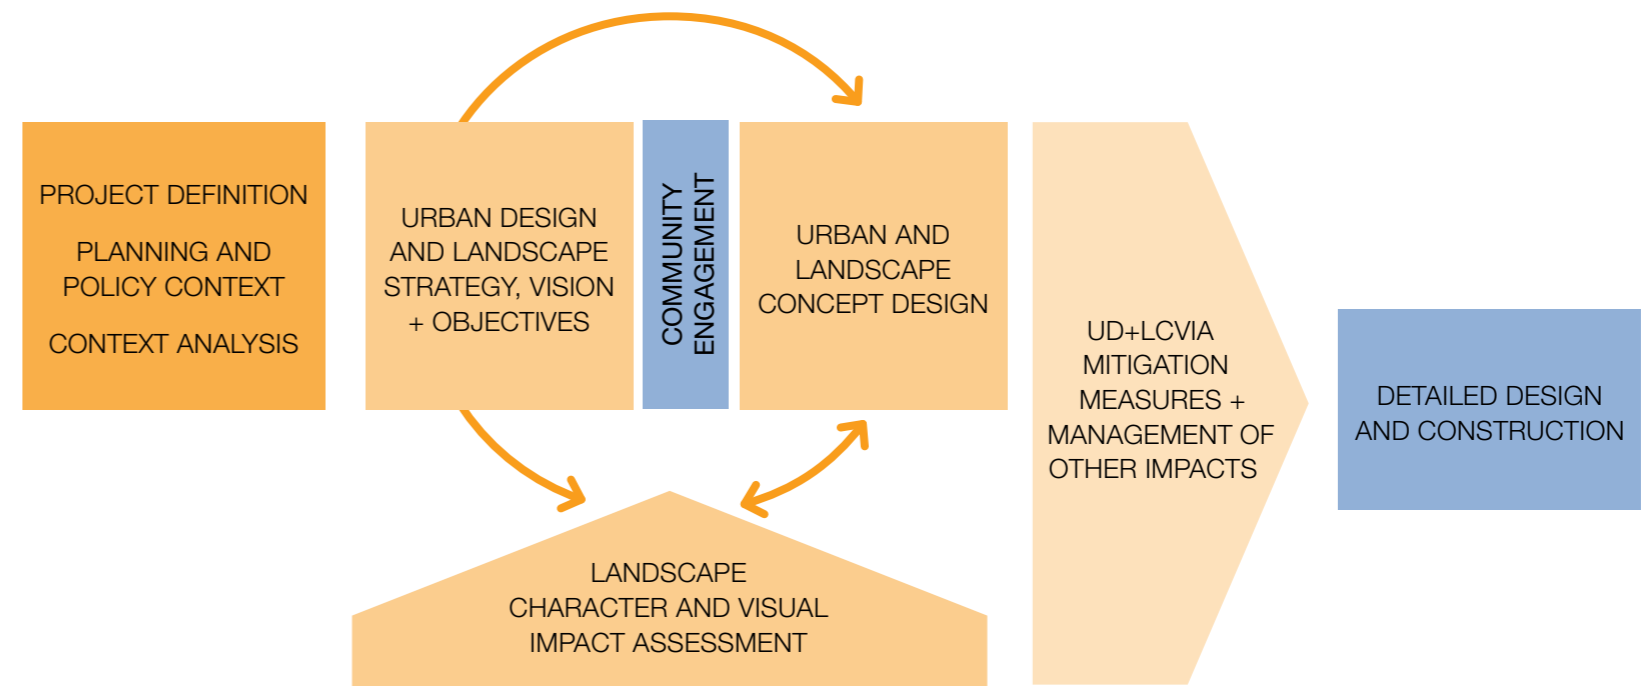 PROJECT DEFINITION
PLANNING AND
POLICY CONTEXT
CONTEXT ANALYSIS
URBAN DESIGN
AND LANDSCAPE
STRATEGY, VISION
+ OBJECTIVES
COMMUNITY
ENGAGEMENT
URBAN AND
LANDSCAPE
CONCEPT DESIGN
LANDSCAPE
CHARACTER AND VISUAL
IMPACT ASSESSMENT
UD+LCVIA
MITIGATION
MEASURES +
MANAGEMENT OF
OTHER IMPACTS
DETAILED DESIGN
AND CONSTRUCTION